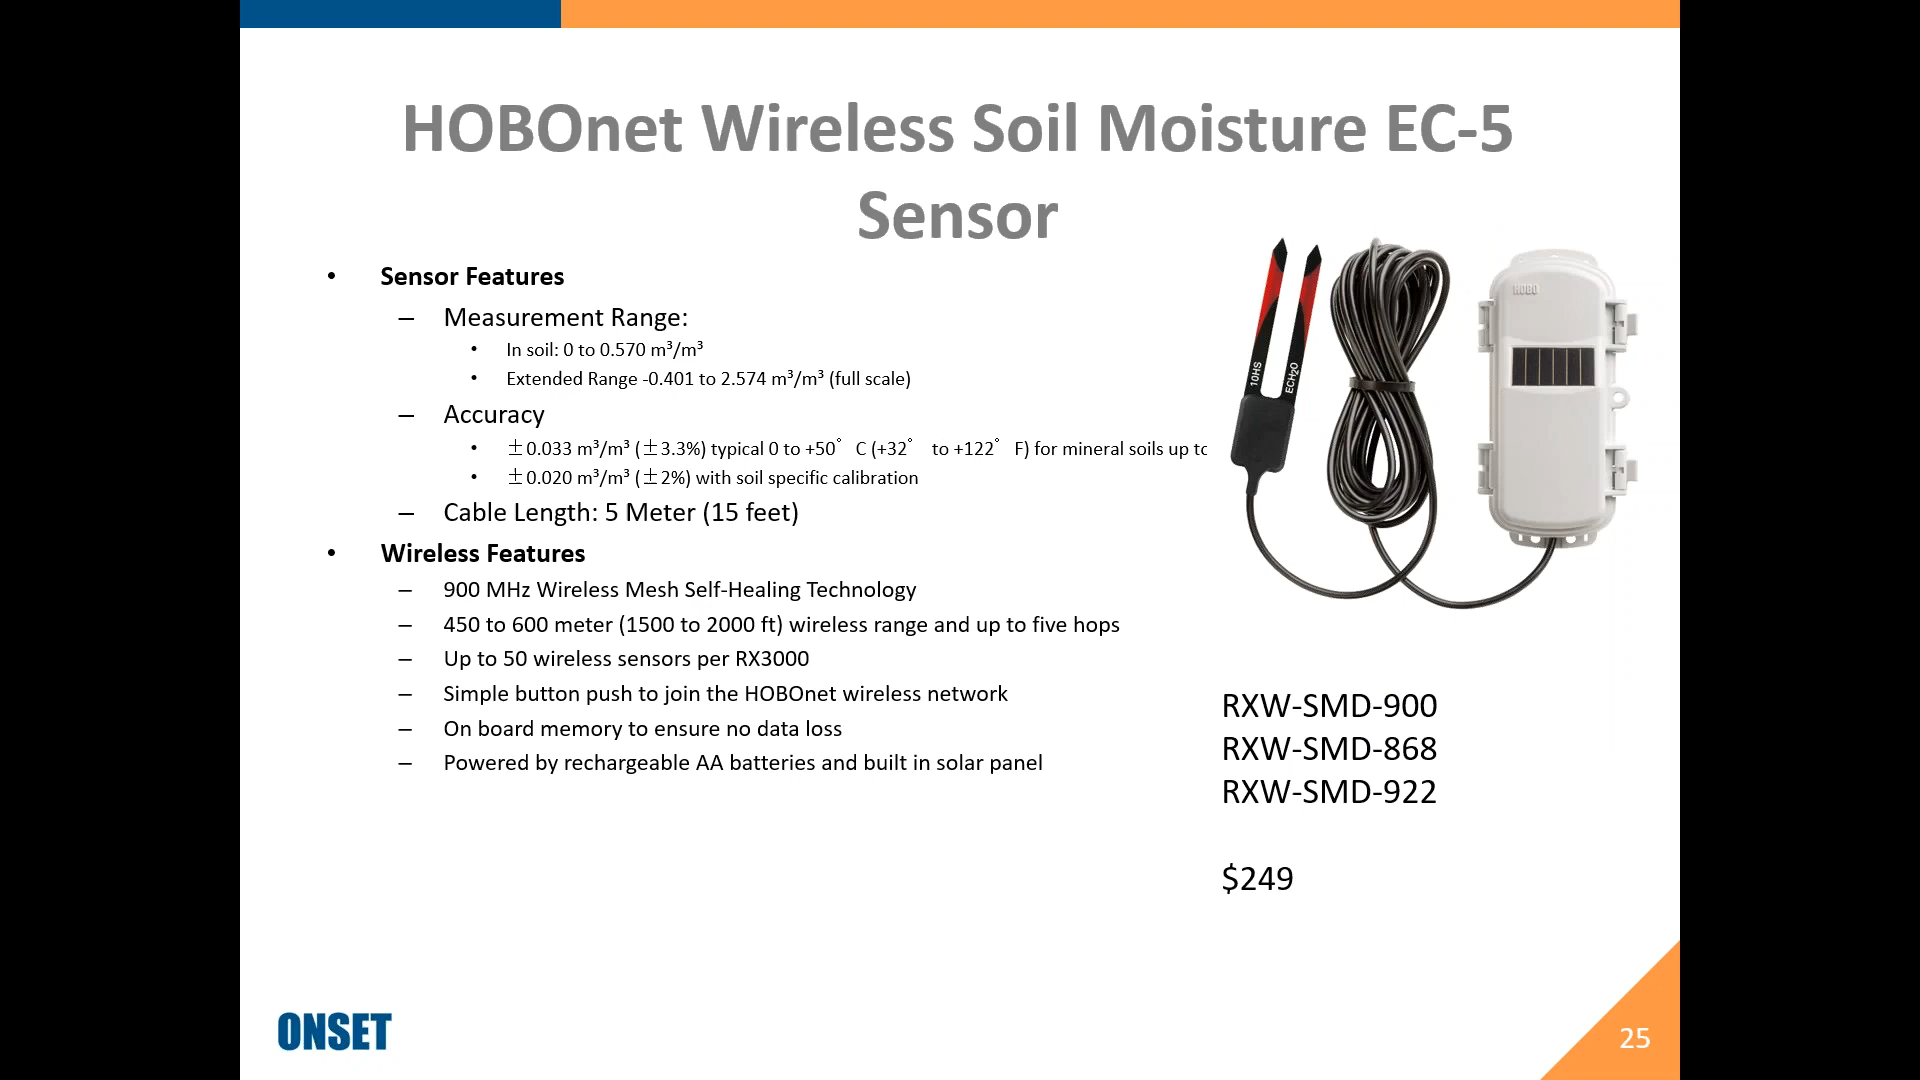 HOBOnet Wireless Soil Moisture EC-5
Sensor
• Sensor Features
– Measurement Range:
• In soil: 0 to 0.570 m³/m³
• Extended Range -0.401 to 2.574 m³/m³ (full scale)
– Accuracy
• ±0.033 m³/m³ (±3.3%) typical 0 to +50° C (+32° to +122° F) for mineral soils up to
• ±0.020 m³/m³ (±2%) with soil specific calibration
– Cable Length: 5 Meter (15 feet)
• Wireless Features
– 900 MHz Wireless Mesh Self-Healing Technology
– 450 to 600 meter (1500 to 2000 ft) wireless range and up to five hops
– Up to 50 wireless sensors per RX3000
– Simple button push to join the HOBOnet wireless network
– On board memory to ensure no data loss
– Powered by rechargeable AA batteries and built in solar panel
10HS
ECH₂O
HOBO
RXW-SMD-900
RXW-SMD-868
RXW-SMD-922
$249
ONSET
25